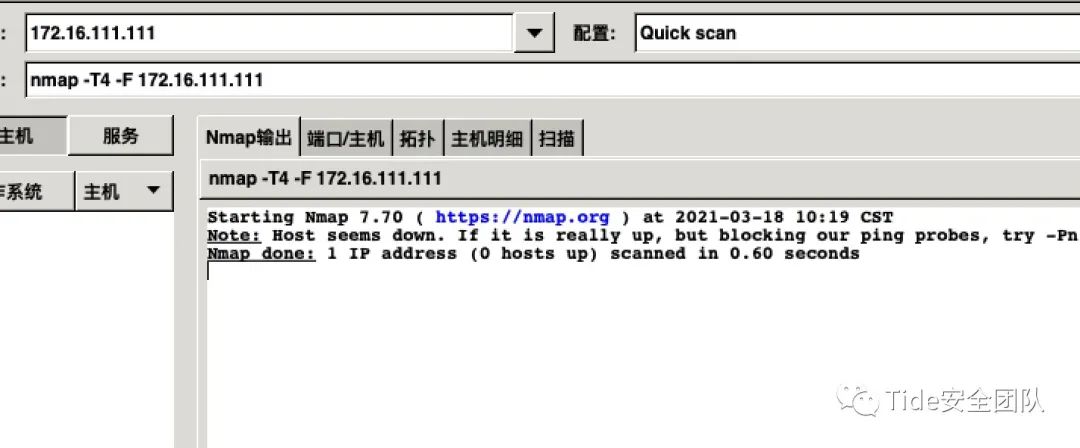 : 172.16.111.111 配置: Quick scan
: nmap -T4 -F 172.16.111.111
主机 服务
Nmap输出 端口/主机 拓扑 主机明细 扫描
系统 主机
nmap -T4 -F 172.16.111.111
Starting Nmap 7.70 ( https://nmap.org ) at 2021-03-18 10:19 CST
Note: Host seems down. If it is really up, but blocking our ping probes, try -Pn
Nmap done: 1 IP address (0 hosts up) scanned in 0.60 seconds
Tide安全团队